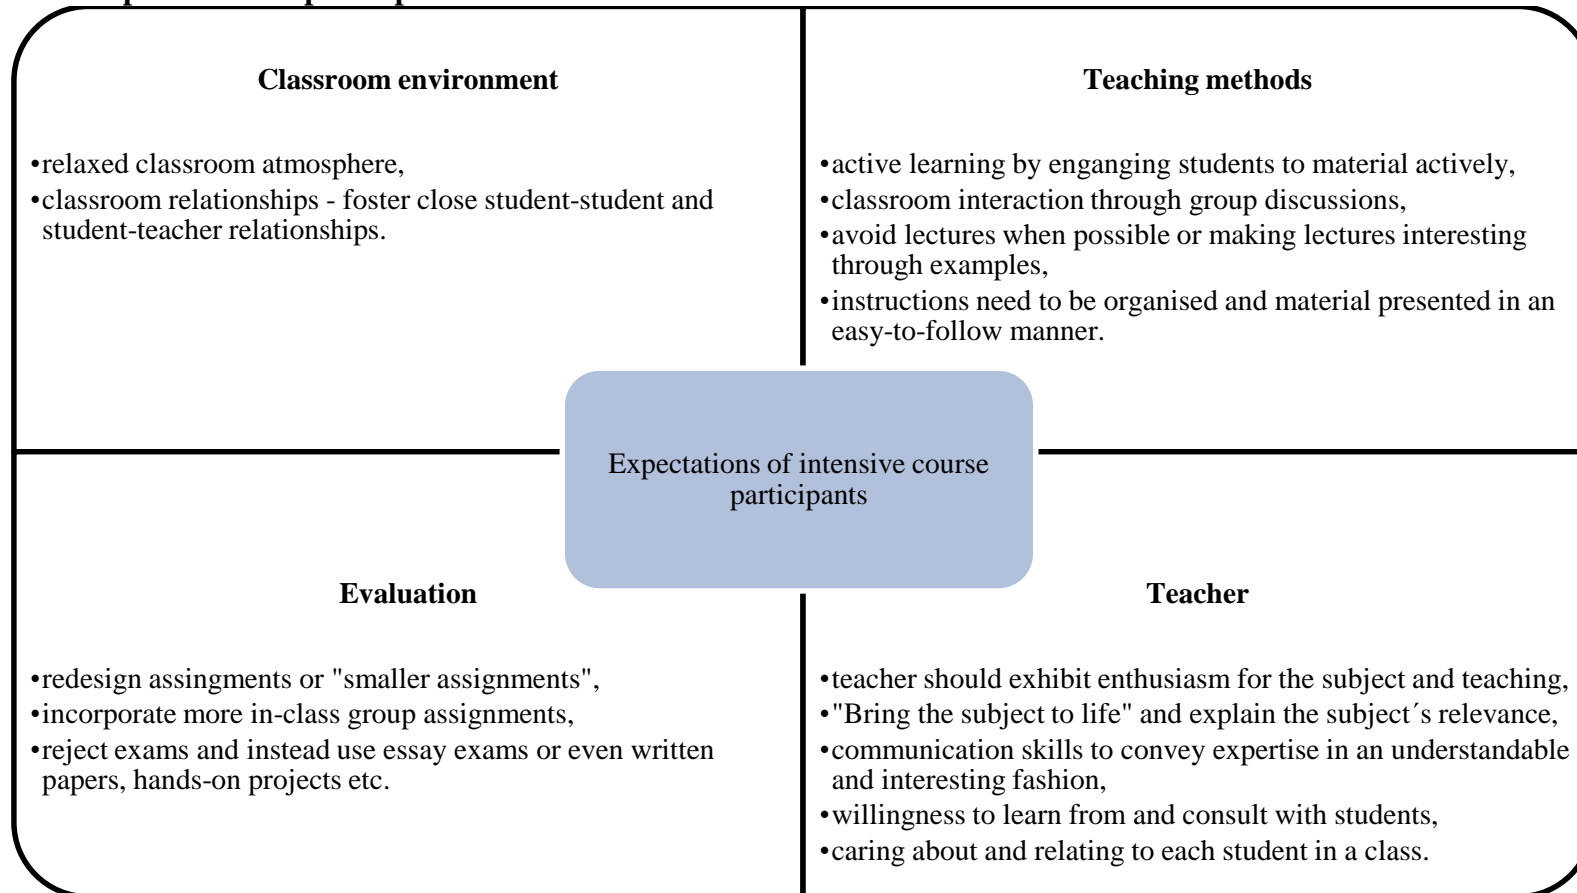 Classroom environment
•relaxed classroom atmosphere,
•classroom relationships - foster close student-student and
student-teacher relationships.
Teaching methods
•active learning by enganging students to material actively,
•classroom interaction through group discussions,
•avoid lectures when possible or making lectures interesting
through examples,
•instructions need to be organised and material presented in an
easy-to-follow manner.
Expectations of intensive course
participants
Evaluation
•redesign assingments or "smaller assignments",
•incorporate more in-class group assignments,
•reject exams and instead use essay exams or even written
papers, hands-on projects etc.
Teacher
•teacher should exhibit enthusiasm for the subject and teaching,
•"Bring the subject to life" and explain the subject´s relevance,
•communication skills to convey expertise in an understandable
and interesting fashion,
•willingness to learn from and consult with students,
•caring about and relating to each student in a class.